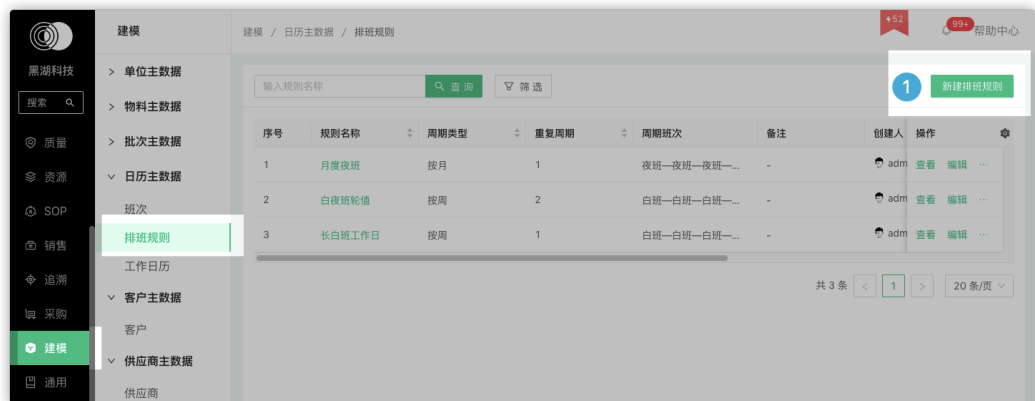 建模
建模 / 日历主数据 / 排班规则
52
99+
帮助中心
黑湖科技
搜索
质量
资源
SOP
销售
追溯
采购
建模
通用
单位主数据
物料主数据
批次主数据
日历主数据
班次
排班规则
工作日历
客户主数据
客户
供应商主数据
供应商
输入规则名称 查询 筛选 1 新建排班规则
序号 规则名称 周期类型 重复周期 周期班次 备注 创建人 操作
1 月度夜班 按月 1 夜班—夜班—夜班—... - adm 查看 编辑 ...
2 白夜班轮值 按周 2 白班—白班—白班—... - adm 查看 编辑 ...
3 长白班工作日 按周 1 白班—白班—白班—... - adm 查看 编辑 ...
共 3 条 < 1 > 20 条/页